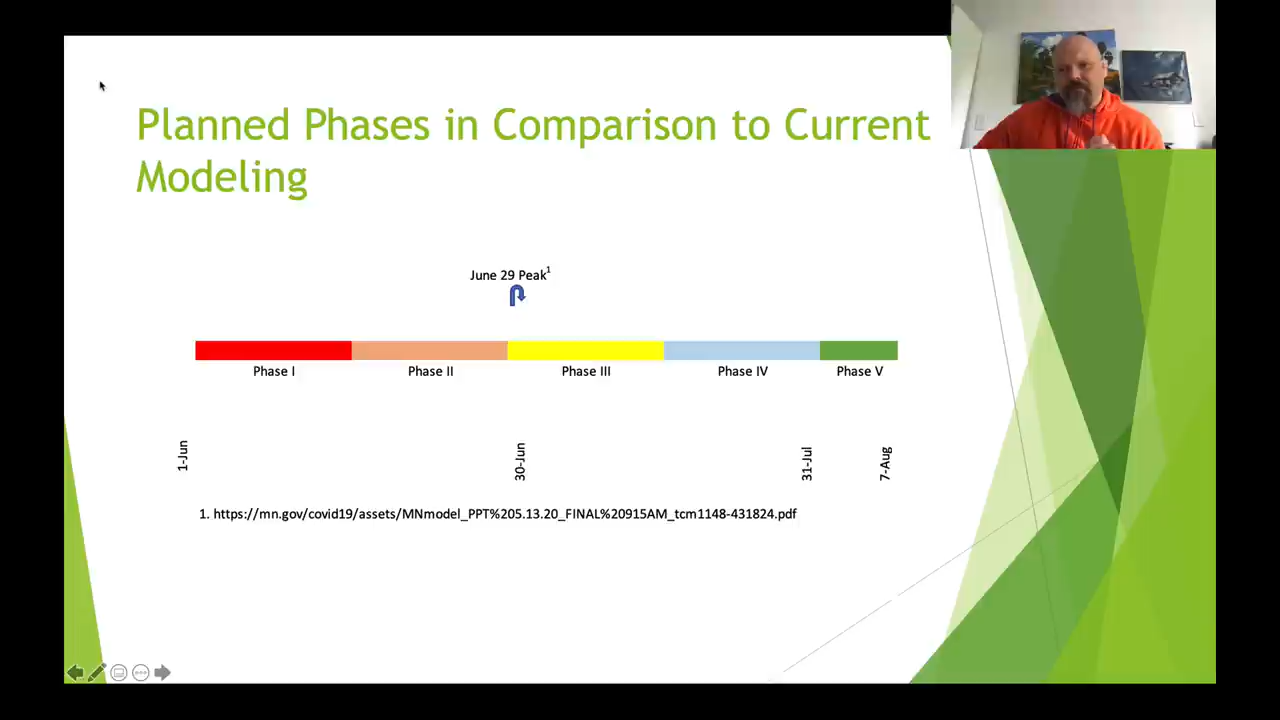 Planned Phases in Comparison to Current
Modeling
June 29 Peak1
Phase I
Phase II
Phase III
Phase IV
Phase V
1-Jun
30-Jun
31-Jul
7-Aug
1. https://mn.gov/covid19/assets/MNmodel_PPT%205.13.20_FINAL%20915AM_tcm1148-431824.pdf